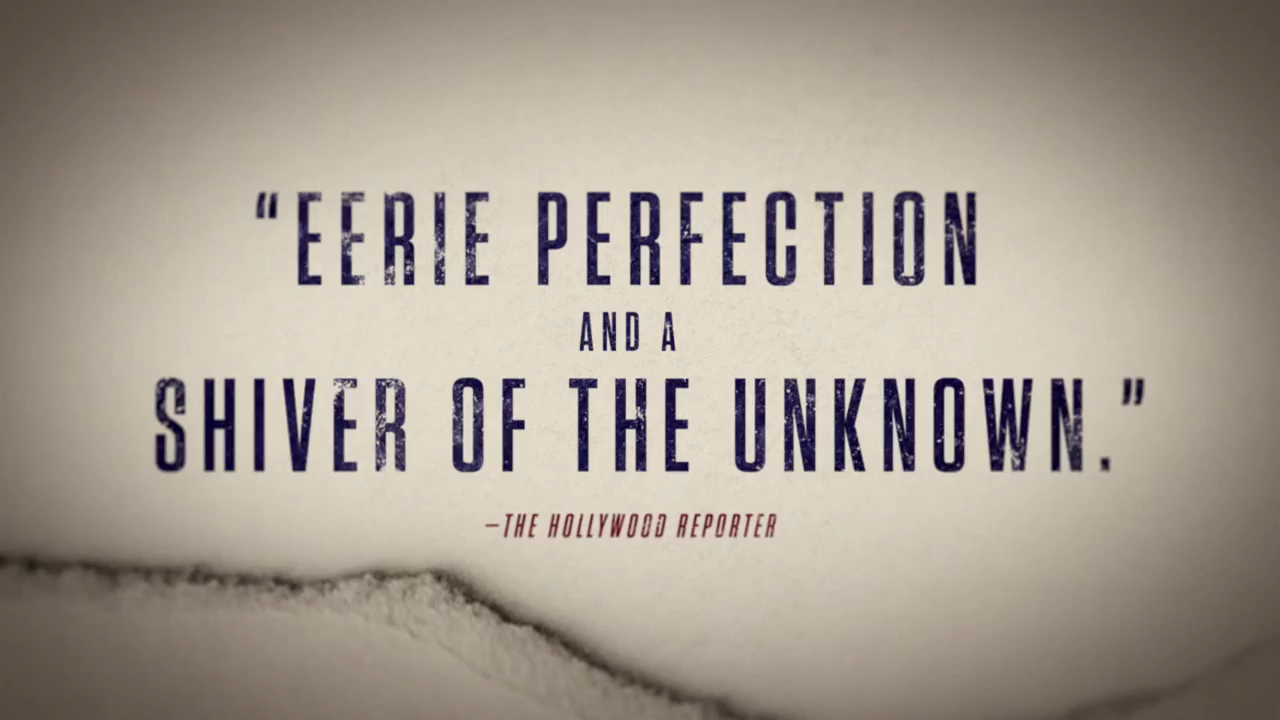 “EERIE PERFECTION
AND A
SHIVER OF THE UNKNOWN.”
–THE HOLLYWOOD REPORTER